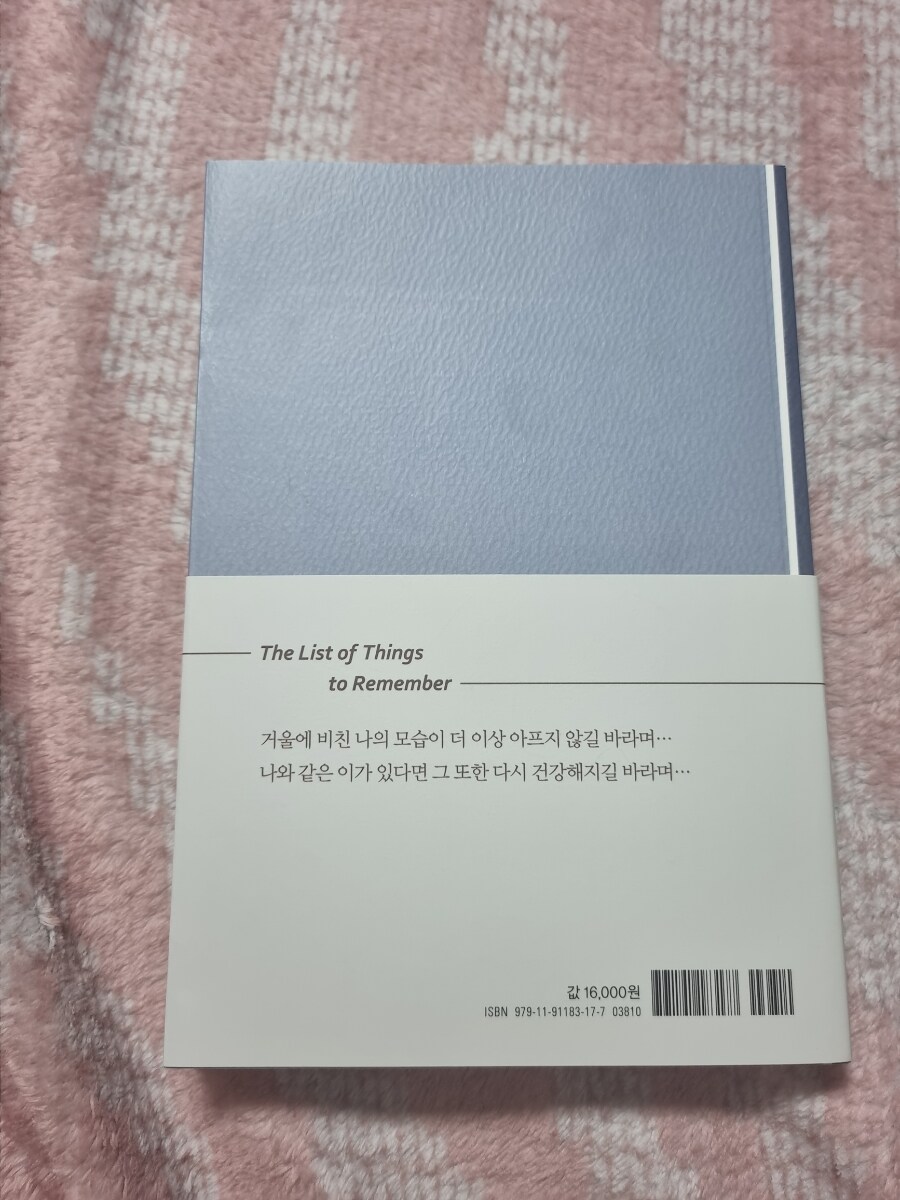 The List of Things
to Remember
거울에 비친 나의 모습이 더 이상 아프지 않길 바라며…
나와 같은 이가 있다면 그 또한 다시 건강해지길 바라며…
값 16,000원
ISBN 979-11-91183-17-7 03810